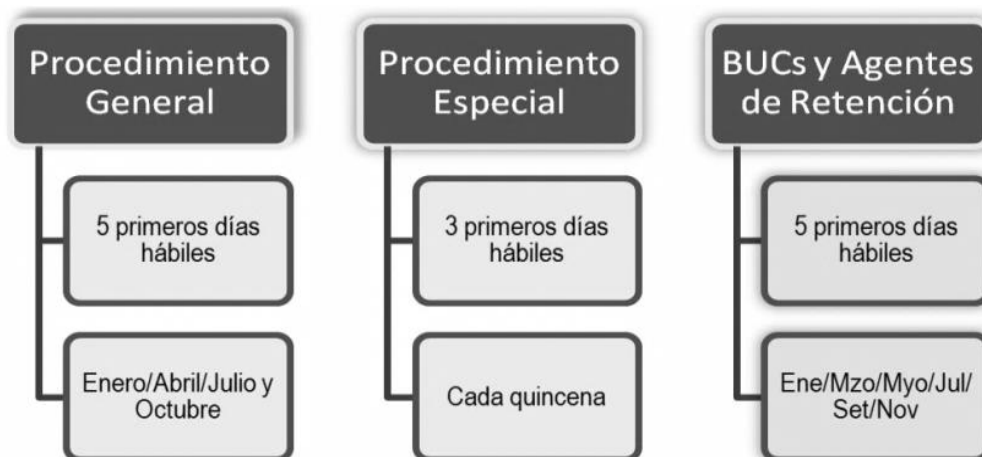 Procedimiento
General
5 primeros días
hábiles
Enero/Abril/Julio y
Octubre
Procedimiento
Especial
3 primeros días
hábiles
Cada quincena
BUCs y Agentes
de Retención
5 primeros días
hábiles
Ene/Mzo/Myo/Jul/
Set/Nov